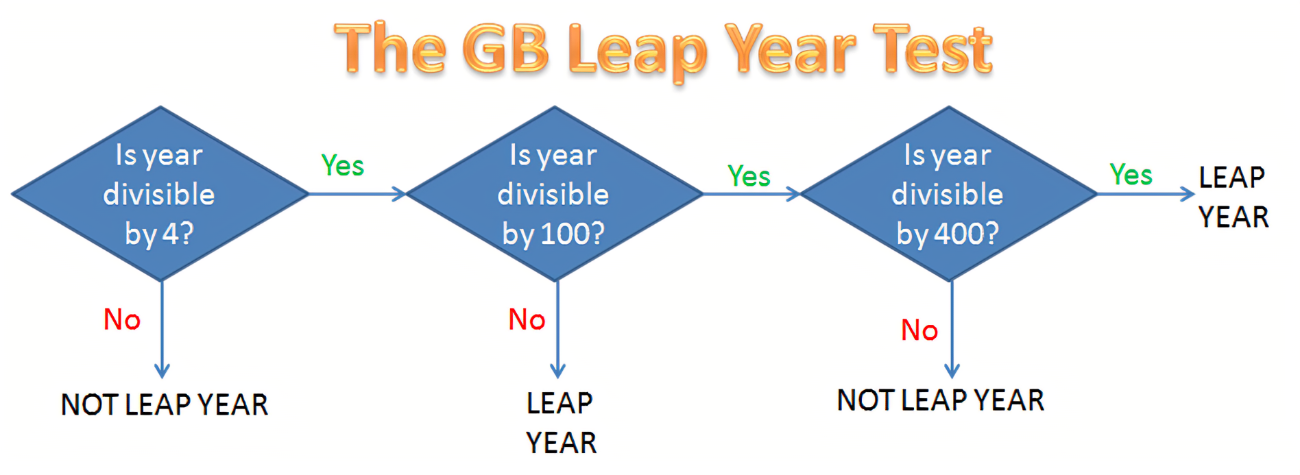 The GB Leap Year Test
Is year
divisible
by 4?
Yes
Is year
divisible
by 100?
Yes
Is year
divisible
by 400?
Yes
LEAP
YEAR
No
NOT LEAP YEAR
No
LEAP
YEAR
No
NOT LEAP YEAR